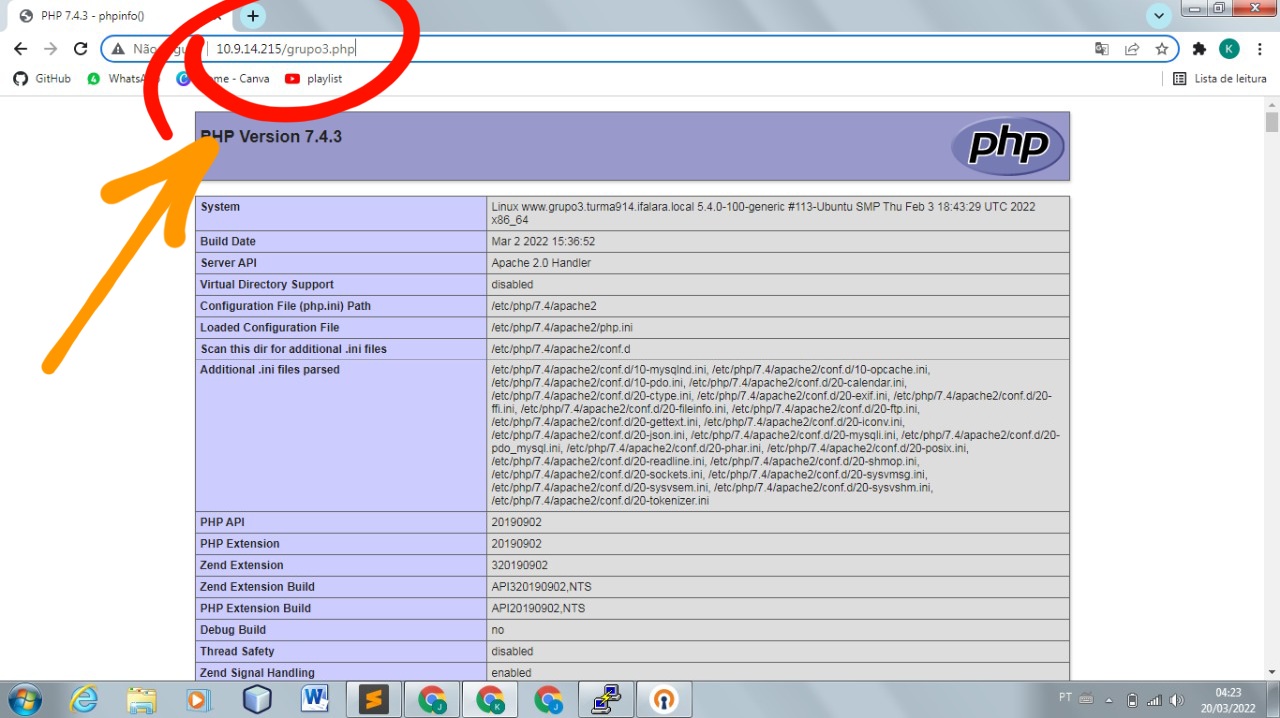 PHP 7.4.3 - phpinfo()
10.9.14.215/grupo3.php
K
GitHub
playlist
Lista de leitura
PHP Version 7.4.3
php
System
Linux www.grupo3.turma914.ifalara.local 5.4.0-100-generic #113-Ubuntu SMP Thu Feb 3 18:43:29 UTC 2022
x86_64
Build Date
Mar 2 2022 15:36:52
Server API
Apache 2.0 Handler
Virtual Directory Support
disabled
Configuration File (php.ini) Path
/etc/php/7.4/apache2
Loaded Configuration File
/etc/php/7.4/apache2/php.ini
Scan this dir for additional .ini files
/etc/php/7.4/apache2/conf.d
Additional .ini files parsed
/etc/php/7.4/apache2/conf.d/10-mysqlnd.ini, /etc/php/7.4/apache2/conf.d/10-opcache.ini,
/etc/php/7.4/apache2/conf.d/10-pdo.ini, /etc/php/7.4/apache2/conf.d/20-calendar.ini,
/etc/php/7.4/apache2/conf.d/20-ctype.ini, /etc/php/7.4/apache2/conf.d/20-exif.ini, /etc/php/7.4/apache2/conf.d/20-
ffi.ini, /etc/php/7.4/apache2/conf.d/20-fileinfo.ini, /etc/php/7.4/apache2/conf.d/20-ftp.ini,
/etc/php/7.4/apache2/conf.d/20-gettext.ini, /etc/php/7.4/apache2/conf.d/20-iconv.ini,
/etc/php/7.4/apache2/conf.d/20-json.ini, /etc/php/7.4/apache2/conf.d/20-mysqli.ini, /etc/php/7.4/apache2/conf.d/20-
pdo_mysql.ini, /etc/php/7.4/apache2/conf.d/20-phar.ini, /etc/php/7.4/apache2/conf.d/20-posix.ini,
/etc/php/7.4/apache2/conf.d/20-readline.ini, /etc/php/7.4/apache2/conf.d/20-shmop.ini,
/etc/php/7.4/apache2/conf.d/20-sockets.ini, /etc/php/7.4/apache2/conf.d/20-sysvmsg.ini,
/etc/php/7.4/apache2/conf.d/20-sysvsem.ini, /etc/php/7.4/apache2/conf.d/20-sysvshm.ini,
/etc/php/7.4/apache2/conf.d/20-tokenizer.ini
PHP API
20190902
PHP Extension
20190902
Zend Extension
320190902
Zend Extension Build
API320190902,NTS
PHP Extension Build
API20190902,NTS
Debug Build
no
Thread Safety
disabled
Zend Signal Handling
enabled
PT
04:23
20/03/2022